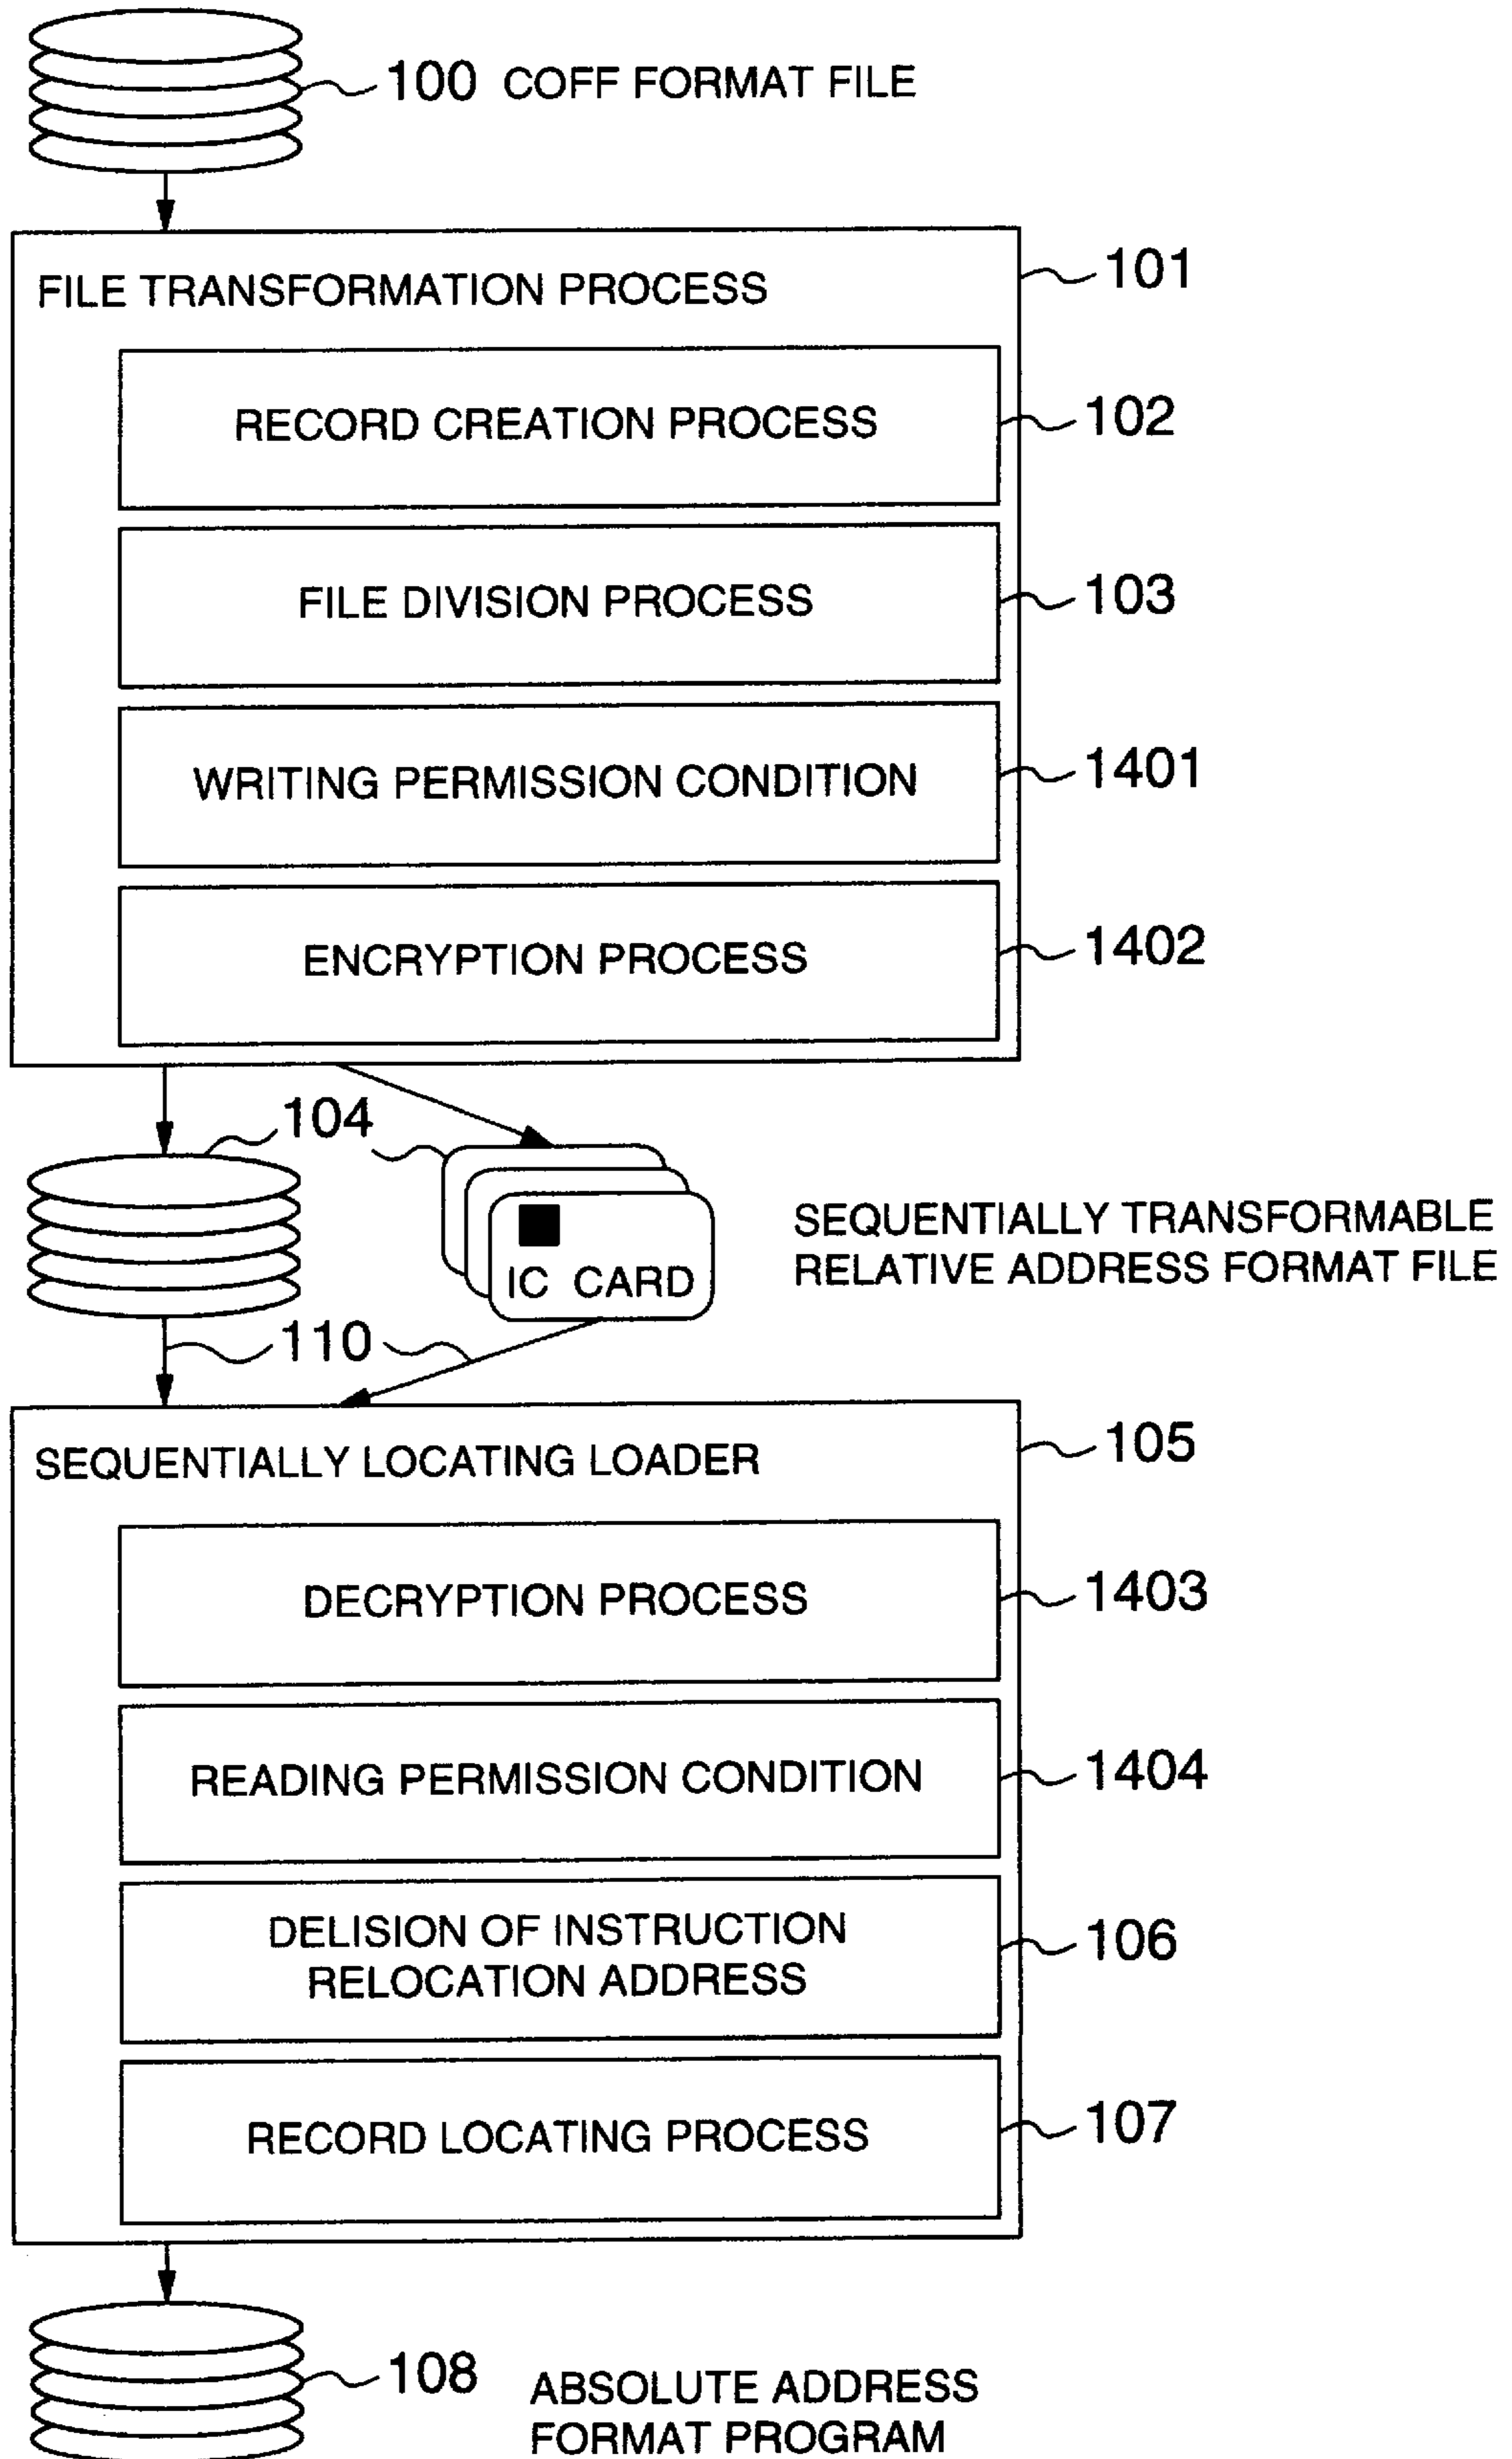 100 COFF FORMAT FILE
FILE TRANSFORMATION PROCESS
101
RECORD CREATION PROCESS
102
FILE DIVISION PROCESS
103
WRITING PERMISSION CONDITION
1401
ENCRYPTION PROCESS
1402
104
IC CARD
SEQUENTIALLY TRANSFORMABLE
RELATIVE ADDRESS FORMAT FILE
110
SEQUENTIALLY LOCATING LOADER
105
DECRYPTION PROCESS
1403
READING PERMISSION CONDITION
1404
DELISION OF INSTRUCTION
RELOCATION ADDRESS
106
RECORD LOCATING PROCESS
107
108
ABSOLUTE ADDRESS
FORMAT PROGRAM